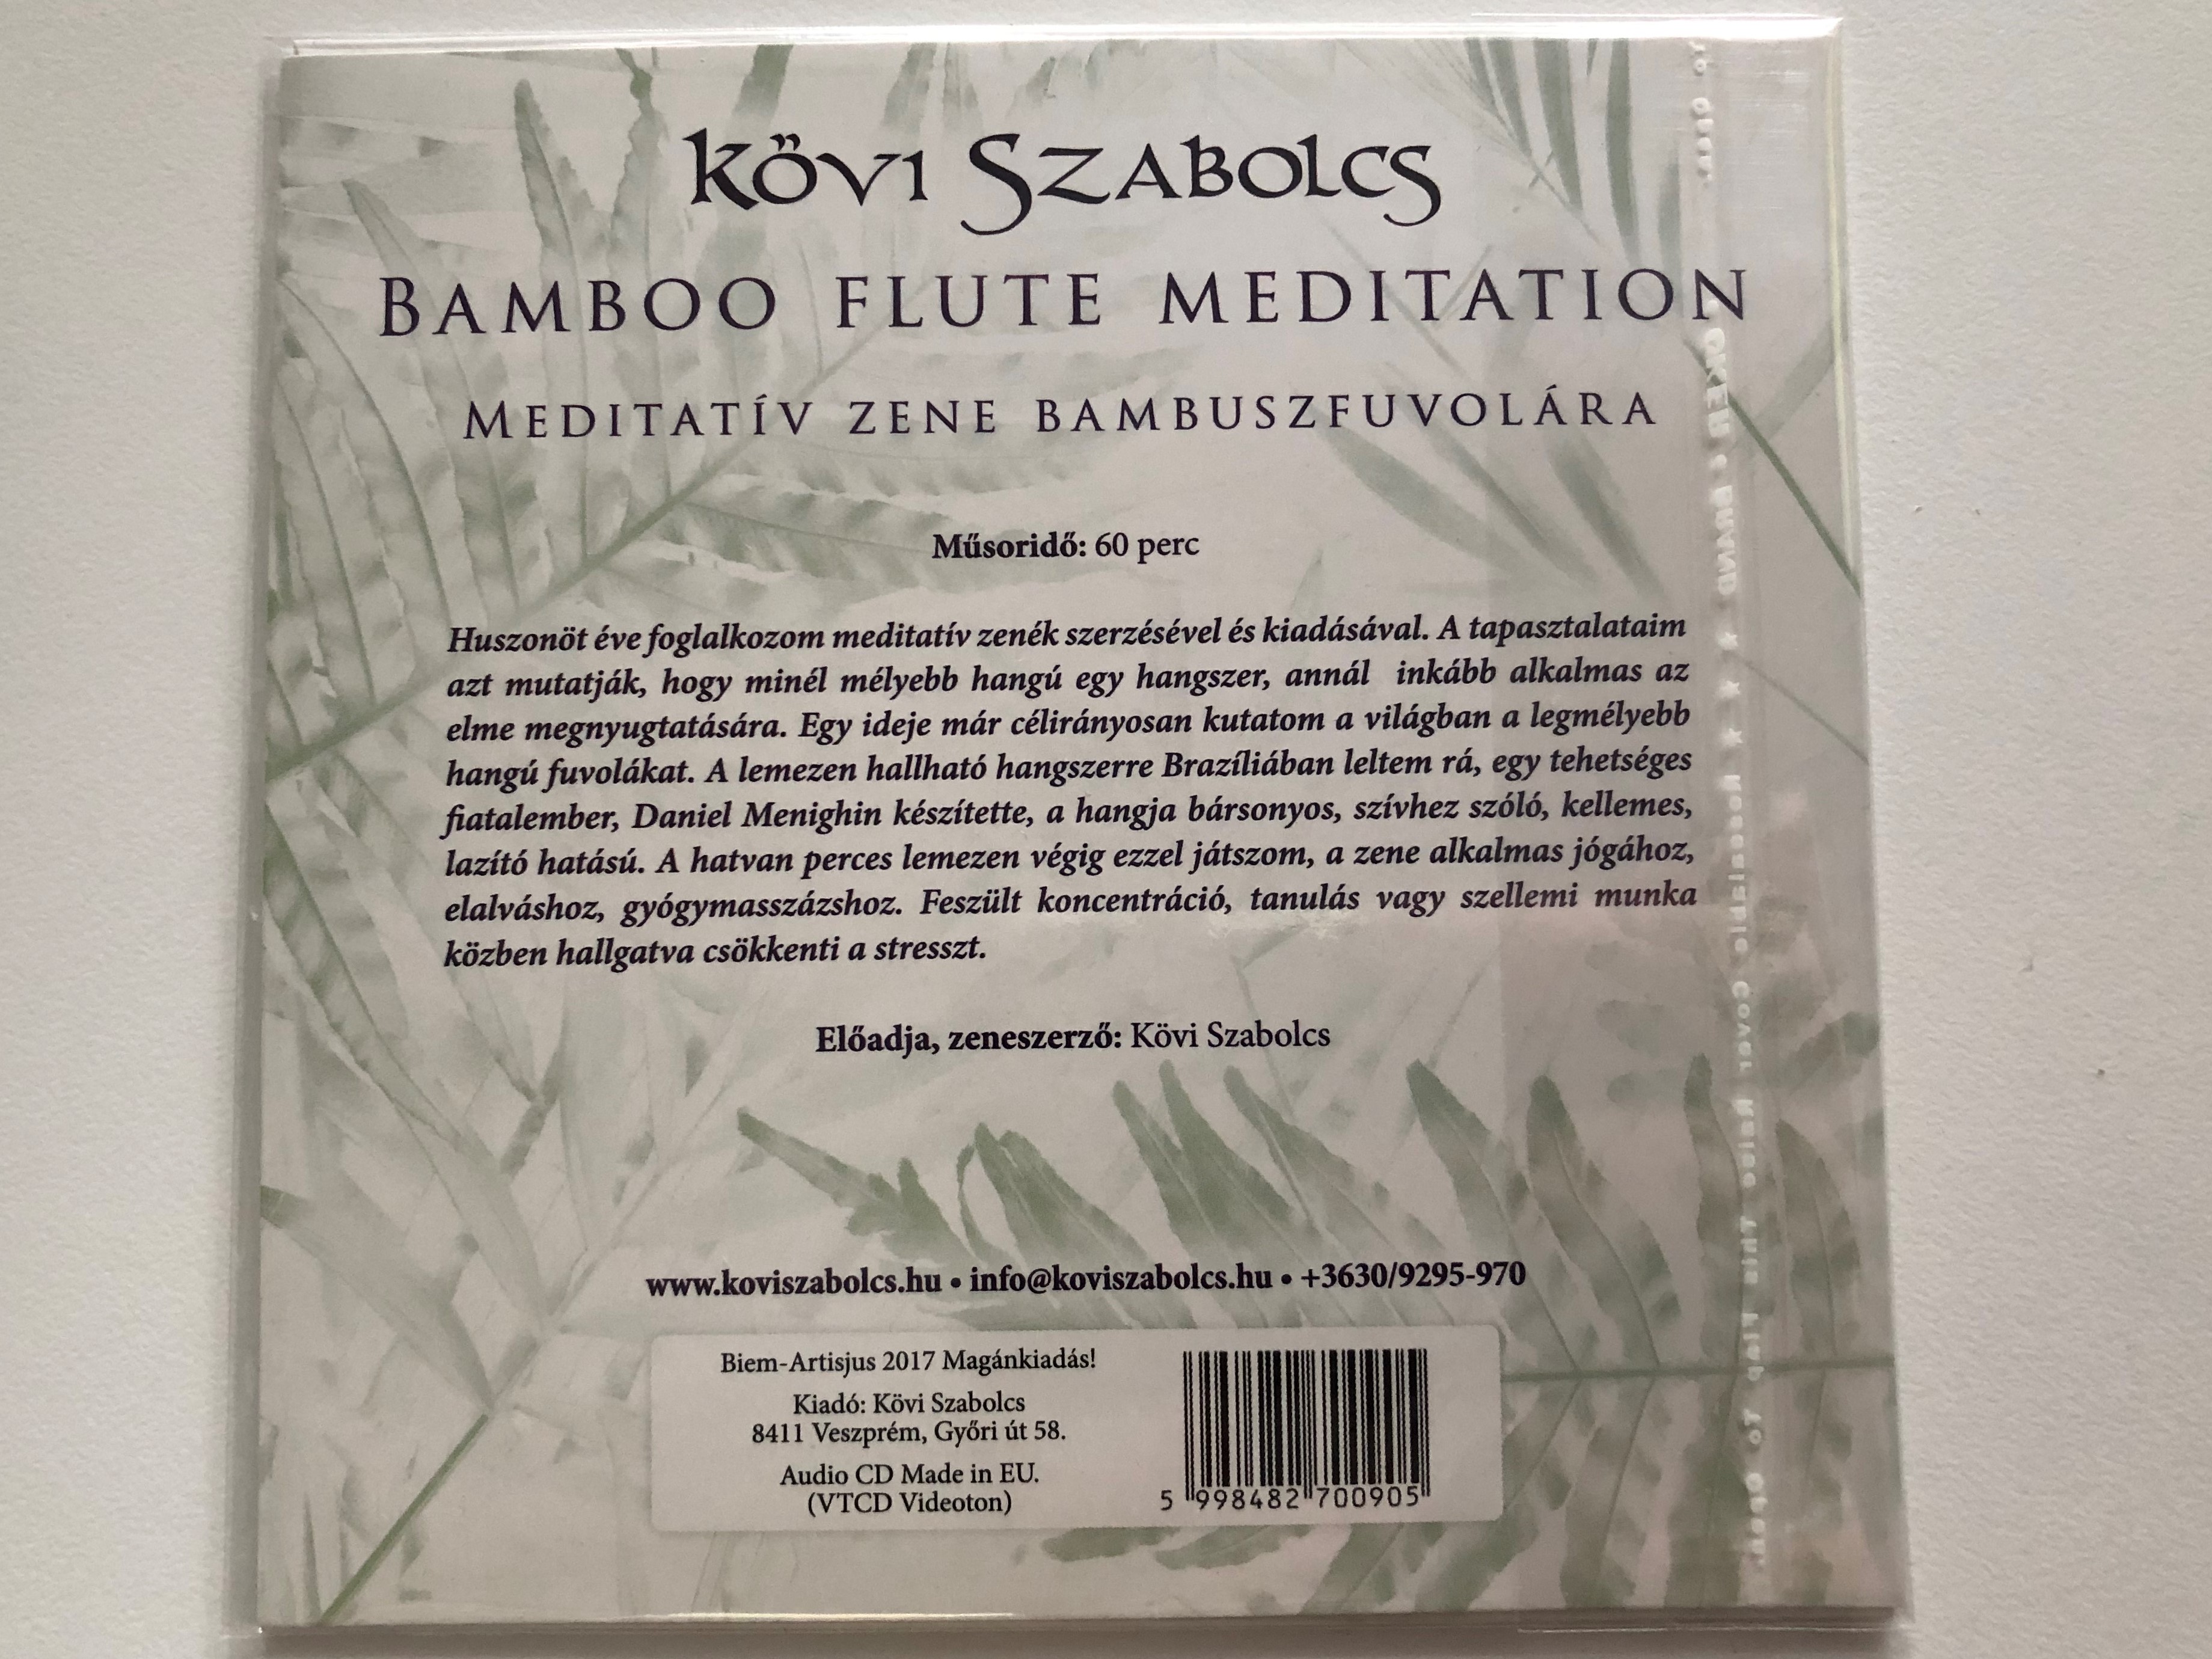 Kövi Szabolcs
Bamboo flute meditation
Meditatív zene bambuszfuvolára
Műsoridő: 60 perc
Huszonöt éve foglalkozom meditatív zenék szerzésével és kiadásával. A tapasztalataim
azt mutatják, hogy minél mélyebb hangú egy hangszer, annál inkább alkalmas az
elme megnyugtatására. Egy ideje már célirányosan kutatom a világban a legmélyebb
hangú fuvolákat. A lemezen hallható hangszerre Brazíliában leltem rá, egy tehetséges
fiatalember, Daniel Menighin készítette, a hangja bársonyos, szívhez szóló, kellemes,
lazító hatású. A hatvan perces lemezen végig ezzel játszom, a zene alkalmas jógához,
elalváshoz, gyógymasszázshoz. Feszült koncentráció, tanulás vagy szellemi munka
közben hallgatva csökkenti a stresszt.
Előadja, zeneszerző: Kövi Szabolcs
www.koviszabolcs.hu • info@koviszabolcs.hu • +3630/9295-970
Biem-Artisjus 2017 Magánkiadás!
Kiadó: Kövi Szabolcs
8411 Veszprém, Győri út 58.
Audio CD Made in EU.
(VTCD Videoton)
5 998482 700905